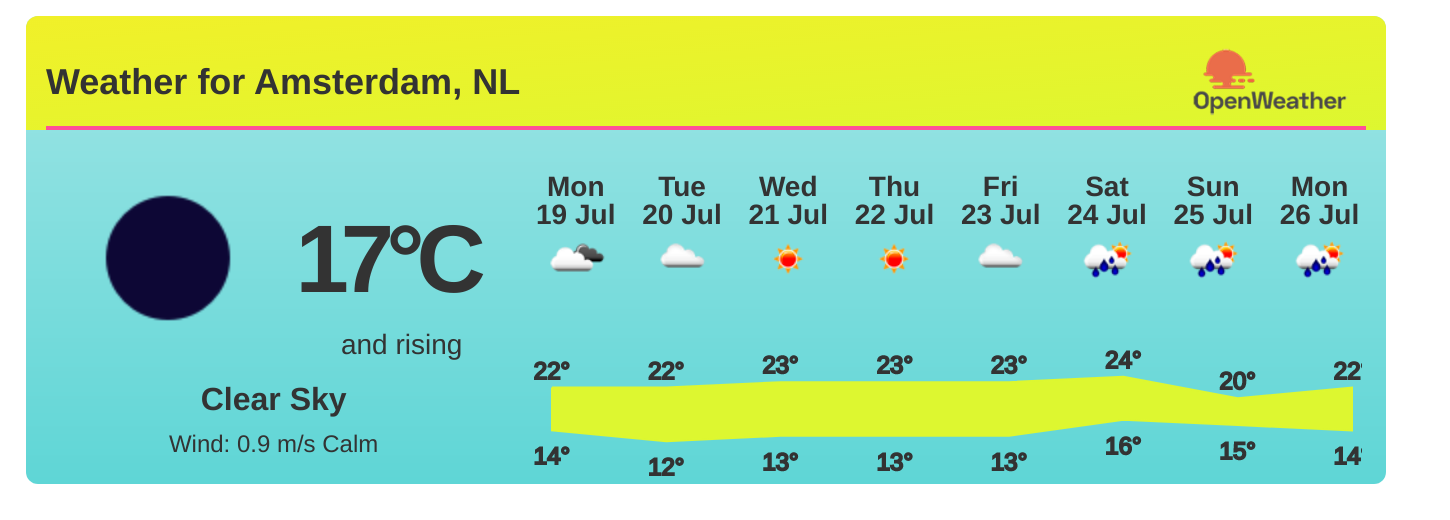 Weather for Amsterdam, NL
OpenWeather
Mon Tue Wed Thu Fri Sat Sun Mon
19 Jul 20 Jul 21 Jul 22 Jul 23 Jul 24 Jul 25 Jul 26 Jul
17°C
and rising
Clear Sky
Wind: 0.9 m/s Calm
22° 22° 23° 23° 23° 24° 20° 22°
14° 12° 13° 13° 13° 16° 15° 14°